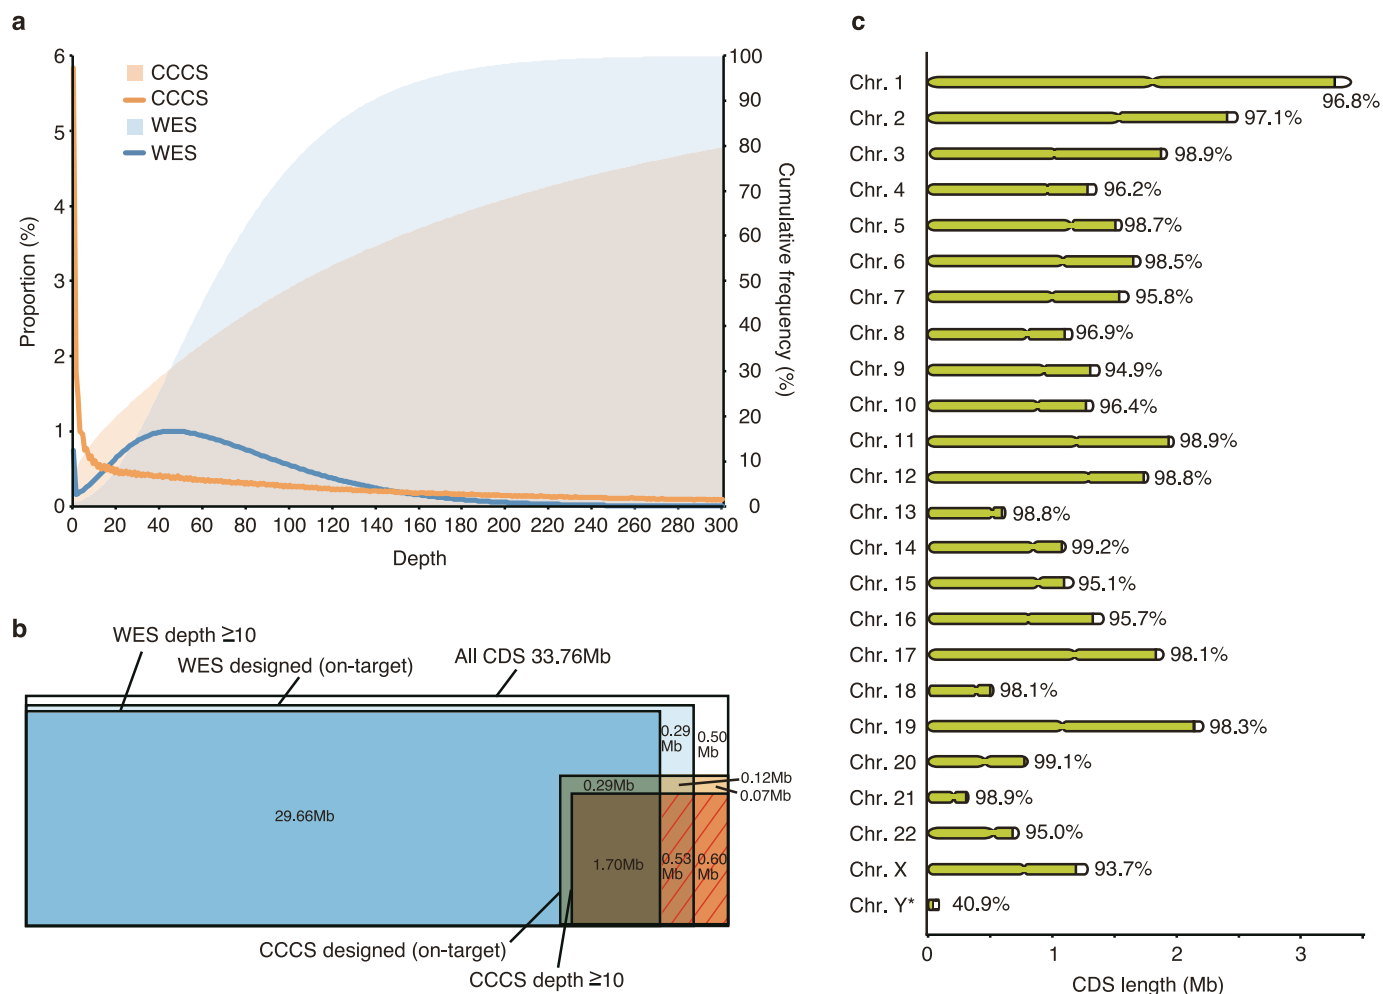 a
6
5
4
3
2
1
0
Proportion (%)
CCCS
CCCS
WES
WES
100
90
80
70
60
50
40
30
20
10
0
Cumulative frequency (%)
0 20 40 60 80 100 120 140 160 180 200 220 240 260 280 300
Depth
b
WES depth ≥10
WES designed (on-target)
All CDS 33.76Mb
0.29
Mb
0.50
Mb
0.12Mb
0.07Mb
0.29Mb
29.66Mb
1.70Mb
0.53
Mb
0.60
Mb
CCCS designed (on-target)
CCCS depth ≥10
c
Chr. 1 96.8%
Chr. 2 97.1%
Chr. 3 98.9%
Chr. 4 96.2%
Chr. 5 98.7%
Chr. 6 98.5%
Chr. 7 95.8%
Chr. 8 96.9%
Chr. 9 94.9%
Chr. 10 96.4%
Chr. 11 98.9%
Chr. 12 98.8%
Chr. 13 98.8%
Chr. 14 99.2%
Chr. 15 95.1%
Chr. 16 95.7%
Chr. 17 98.1%
Chr. 18 98.1%
Chr. 19 98.3%
Chr. 20 99.1%
Chr. 21 98.9%
Chr. 22 95.0%
Chr. X 93.7%
Chr. Y* 40.9%
0 1 2 3
CDS length (Mb)